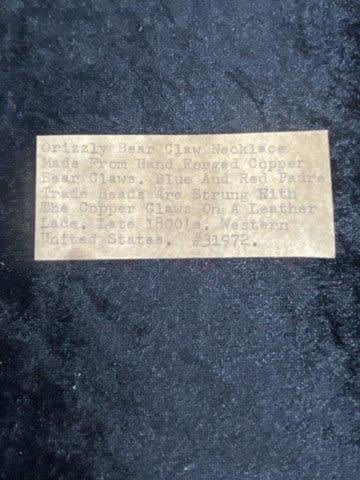 Grizzly Bear Claw Necklace
Made From Hand Forged Copper
Bear Claws. Blue And Red Padre
Trade Beads Are Strung With
The Copper Claws On A Leather
Lace. Late 1800's. Western
United States.  #31972.